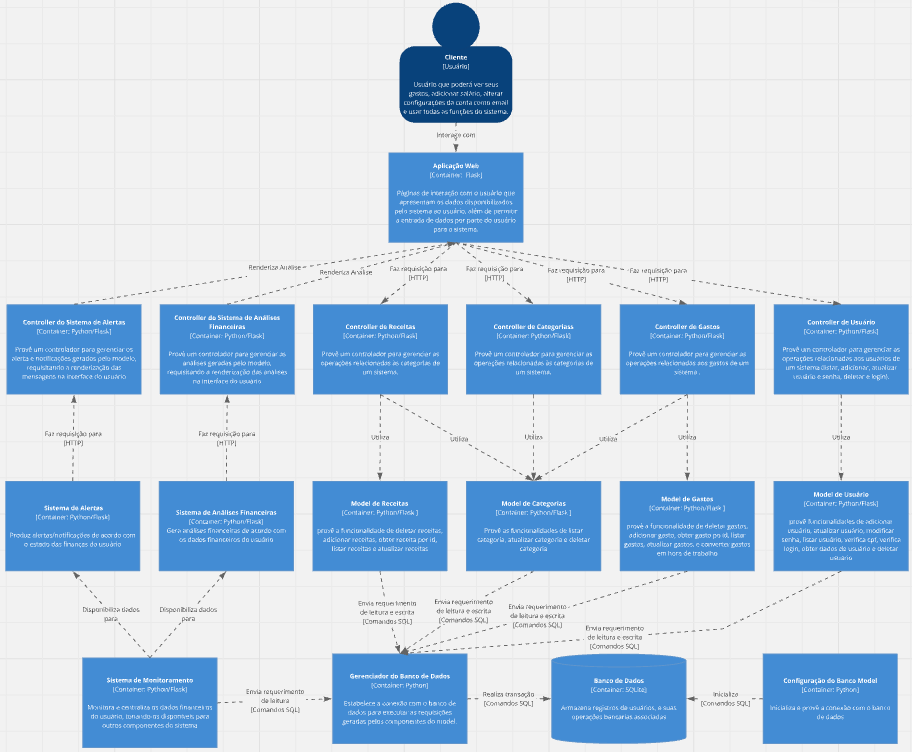 Cliente
[Usuário]
Usuário que poderá ver seus
gastos, adicionar salário, alterar
configurações da conta como email
e usar todas as funções do sistema.
Interage com
Aplicação Web
[Container: Flask]
Páginas de interação com o usuário que
apresentam os dados disponibilizados
pelo sistema ao usuário, além de permitir
a entrada de dados por parte do usuário
para o sistema.
Renderiza Análise
Renderiza Análise
Faz requisição para
[HTTP]
Faz requisição para
[HTTP]
Faz requisição para
[HTTP]
Faz requisição para
[HTTP]
Controller do Sistema de Alertas
[Container: Python/Flask]
Provê um controlador para gerenciar os
alerta e notificações gerados pelo modelo,
requisitando a renderização das
mensagens na interface do usuário
Controller do Sistema de Análises
Financeiras
[Container: Python/Flask]
Provê um controlador para gerenciar as
análises geradas pelo modelo,
requisitando a renderização das análises
na interface do usuário
Controller de Receitas
[Container: Python/Flask]
Provê um controlador para gerenciar as
operações relacionadas às categorias de
um sistema.
Controller de Categoriass
[Container: Python/Flask]
Provê um controlador para gerenciar as
operações relacionadas às categorias de
um sistema.
Controller de Gastos
[Container: Python/Flask]
Provê um controlador para gerenciar as
operações relacionadas aos gastos de um
sistema .
Controller de Usuário
[Container: Python/Flask]
Provê um controlador para gerenciar as
operações relacionadas aos usuários de
um sistema (listar, adicionar, atualizar
usuário e senha, deletar e login).
Faz requisição para
[HTTP]
Faz requisição para
[HTTP]
Utiliza
Utiliza
Utiliza
Utiliza
Utiliza
Utiliza
Sistema de Alertas
[Container: Python/Flask]
Produz alertas/notificações de acordo com
o estado das finanças do usuário
Sistema de Análises Financeiras
[Container: Python/Flask]
Gera análises financeiras de acordo com
os dados financeiros do usuário
Model de Receitas
[Container: Python/Flask ]
provê a funcionalidade de deletar receitas,
adicionar receitas, obter receita per id,
listar receitas e atualizar receitas
Model de Categorias
[Container: Python/Flask ]
Provê as funcionalidades de listar
categoria, atualizar categoria e deletar
categoria
Model de Gastos
[Container: Python/Flask ]
provê a funcionalidade de deletar gastos,
adicionar gasto, obter gasto po id, listar
gastos, atualizar gastos, e converter gastos
em hora de trabalho
Model de Usuário
[Container: Python/Flask]
provê funcionalidades de adicionar
usuário, atualizar usuário, modificar
senha, listar usuário, verifica cpf, verifica
login, obter dados de usuário e deletar
usuário
Disponibiliza dados
para
Disponibiliza dados
para
Envia requerimento
de leitura e escrita
[Comandos SQL]
Envia requerimento
de leitura e escrita
[Comandos SQL]
Envia requerimento
de leitura e escrita
[Comandos SQL]
Envia requerimento
de leitura e escrita
[Comandos SQL]
Sistema de Monitoramento
[Container: Python/Flask]
Monitora e centraliza os dados financeiros
do usuário, tonando-os disponíveis para
outros componentes do sistema
Envia requerimento
de leitura
[Comandos SQL]
Gerenciador do Banco de Dados
[Container: Python]
Estabelece a conexão com o banco de
dados para executar as requisições
geradas pelos componentes do model.
Realiza transação
[Comandos SQL]
Banco de Dados
[Container: SQLite]
Armazena registros de usuários, e suas
operações bancarias associadas
Inicializa
[Comandos SQL]
Configuração do Banco Model
[Container: Python]
Inicializa e provê a conexão com o banco
de dados